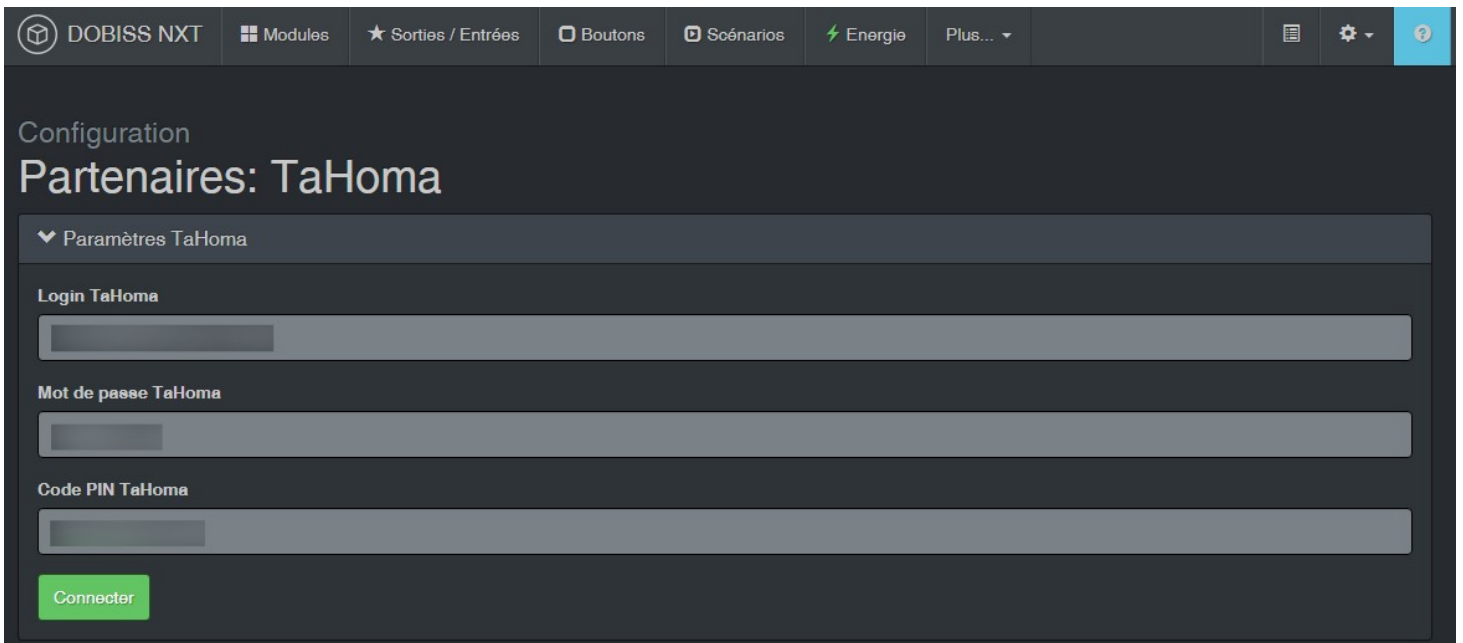 DOBISS NXT Modules Sorties / Entrées Boutons Scénarios Energie Plus...
Configuration
Partenaires: TaHoma
Paramètres TaHoma
Login TaHoma
Mot de passe TaHoma
Code PIN TaHoma
Connecter